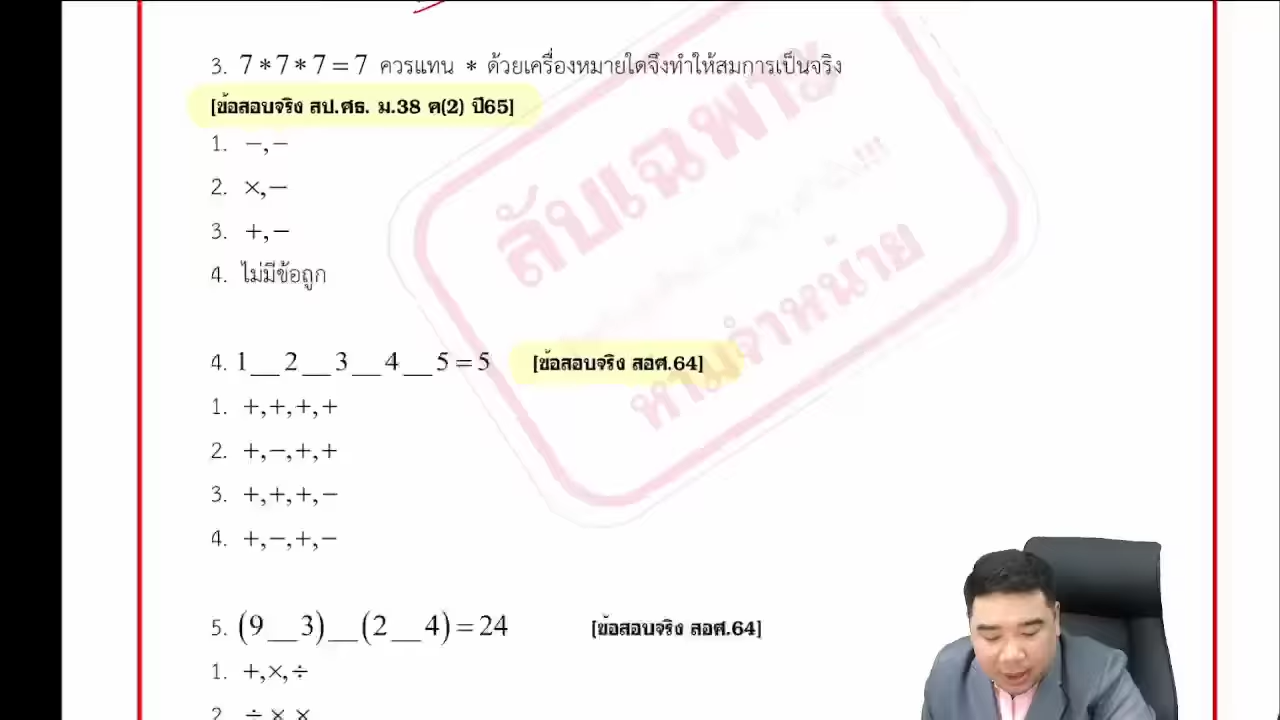 3. 7*7*7=7 ควรแทน * ด้วยเครื่องหมายใดจึงทำให้สมการเป็นจริง
[ข้อสอบจริง สป.ศธ. ม.38 ค(2) ปี65]
1. −,−
2. ×,−
3. +,−
4. ไม่มีข้อถูก
ลับเฉพาะ
ห้ามจำหน่าย
4. 1__2__3__4__5=5 [ข้อสอบจริง สอศ.64]
1. +,+,+,+
2. +,−,+,+
3. +,+,+,−
4. +,−,+,−
5. (9__3)__(2__4)=24 [ข้อสอบจริง สอศ.64]
1. +,×,÷
2. ÷,×,×